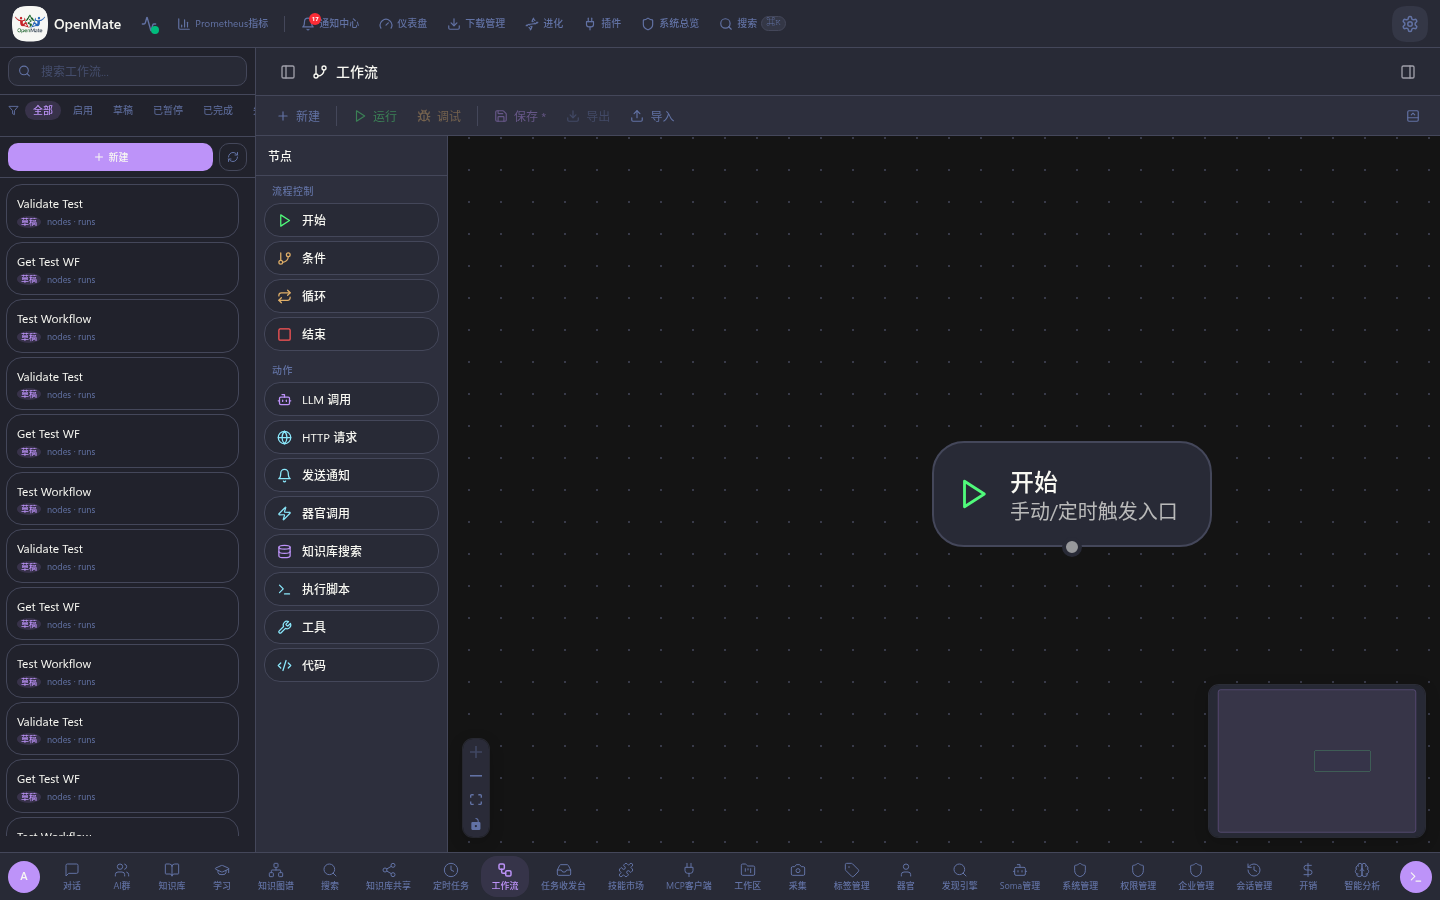 OpenMate
OpenMate
Prometheus指标
17
通知中心
仪表盘
下载管理
进化
插件
系统总览
搜索
⌘K
搜索工作流...
全部
启用
草稿
已暂停
已完成
新建
Validate Test
草稿 nodes · runs
Get Test WF
草稿 nodes · runs
Test Workflow
草稿 nodes · runs
Validate Test
草稿 nodes · runs
Get Test WF
草稿 nodes · runs
Test Workflow
草稿 nodes · runs
Validate Test
草稿 nodes · runs
Get Test WF
草稿 nodes · runs
Test Workflow
草稿 nodes · runs
Validate Test
草稿 nodes · runs
Get Test WF
草稿 nodes · runs
Test Workflow
工作流
新建
运行
调试
保存 *
导出
导入
节点
流程控制
开始
条件
循环
结束
动作
LLM 调用
HTTP 请求
发送通知
器官调用
知识库搜索
执行脚本
工具
代码
开始
手动/定时触发入口
A
对话
AI群
知识库
学习
知识图谱
搜索
知识库共享
定时任务
工作流
任务收发台
技能市场
MCP客户端
工作区
采集
标签管理
器官
发现引擎
Soma管理
系统管理
权限管理
企业管理
会话管理
开销
智能分析